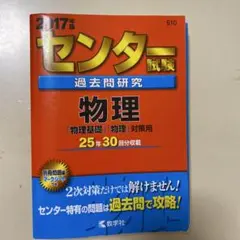 2017年版
510
センター試験
過去問研究
物理
「物理基礎」「物理」対策用
25年30回分収載
2次対策だけでは解けません!
センター特有の問題は過去問で攻略!
教学社